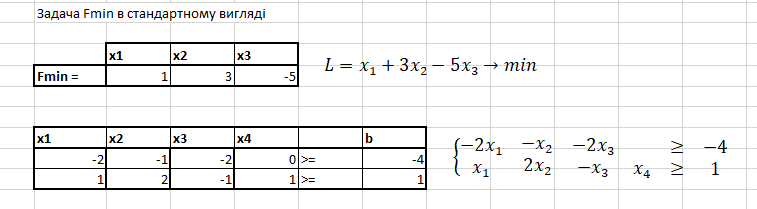 Задача Fmin в стандартному вигляді
x1 x2 x3
Fmin = 1 3 -5
L = x₁ + 3x₂ − 5x₃ → min
x1 x2 x3 x4 b
-2 -1 -2 0 >= -4
1 2 -1 1 >= 1
{−2x₁ −x₂ −2x₃ ≥ −4
x₁ 2x₂ −x₃ x₄ ≥ 1